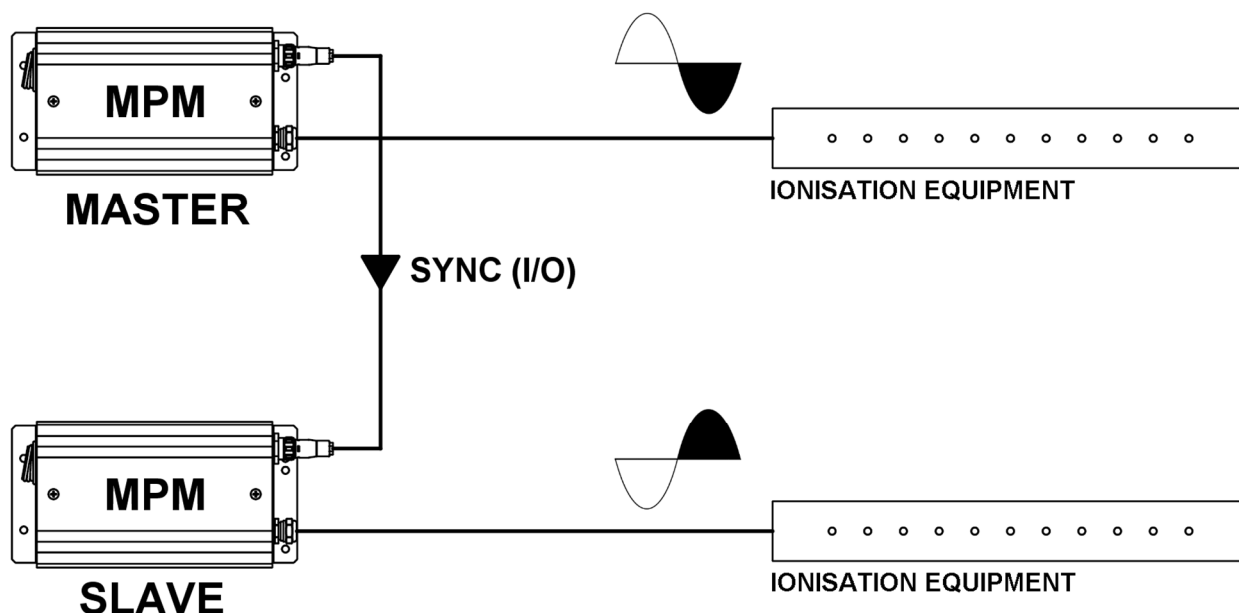 MPM
MASTER
IONISATION EQUIPMENT
SYNC (I/O)
MPM
SLAVE
IONISATION EQUIPMENT